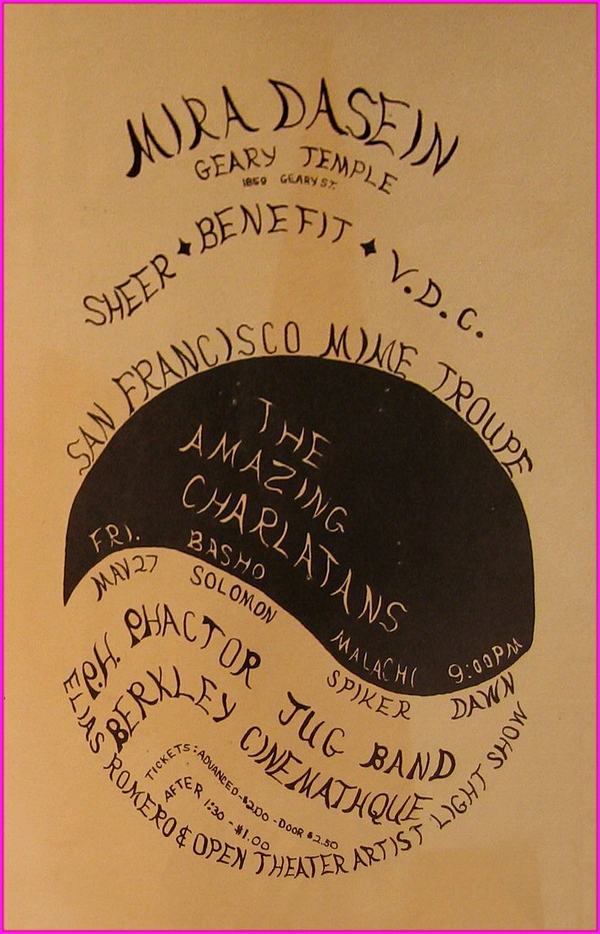 MIRA DASEIN
GEARY TEMPLE
1859 GEARY ST.
SHEER ✦ BENEFIT ✦ V.D.C.
SAN FRANCISCO MIME TROUPE
THE
AMAZING
CHARLATANS
FRI. BASHO MALACHI 9:00PM
MAY 27 SOLOMON SPIKER DAWN
P.H. PHACTOR JUG BAND
BERKLEY CINEMATHQUE
TICKETS: ADVANCED-$2.00-DOOR $2.50
AFTER 1:30 - $1.00
ELIAS ROMERO & OPEN THEATER ARTIST LIGHT SHOW